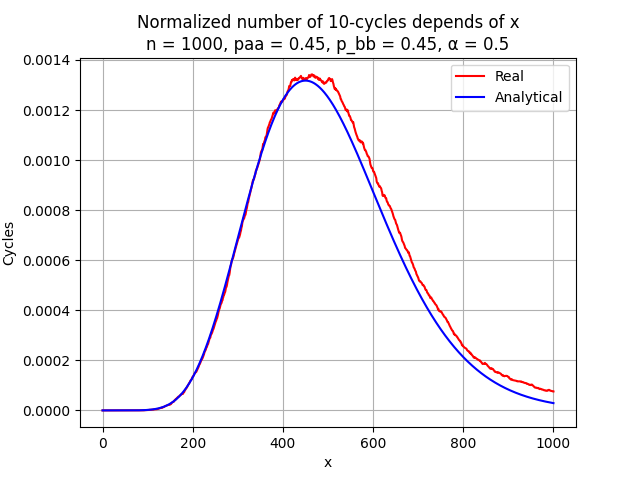 Normalized number of 10-cycles depends of x
n = 1000, paa = 0.45, p_bb = 0.45, α = 0.5
Real
Analytical
0.0014
0.0012
0.0010
0.0008
0.0006
0.0004
0.0002
0.0000
Cycles
0 200 400 600 800 1000
x